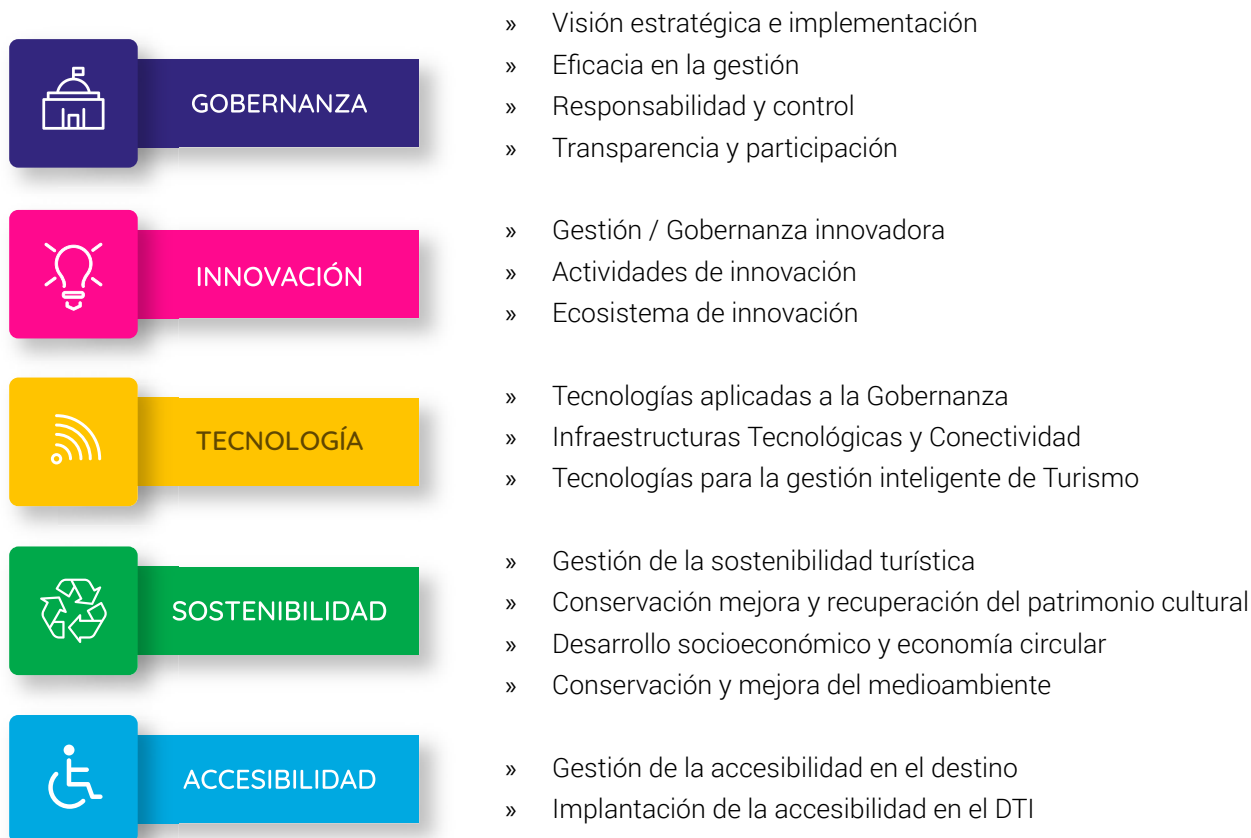 GOBERNANZA
» Visión estratégica e implementación
» Eficacia en la gestión
» Responsabilidad y control
» Transparencia y participación
INNOVACIÓN
» Gestión / Gobernanza innovadora
» Actividades de innovación
» Ecosistema de innovación
TECNOLOGÍA
» Tecnologías aplicadas a la Gobernanza
» Infraestructuras Tecnológicas y Conectividad
» Tecnologías para la gestión inteligente de Turismo
SOSTENIBILIDAD
» Gestión de la sostenibilidad turística
» Conservación mejora y recuperación del patrimonio cultural
» Desarrollo socioeconómico y economía circular
» Conservación y mejora del medioambiente
ACCESIBILIDAD
» Gestión de la accesibilidad en el destino
» Implantación de la accesibilidad en el DTI